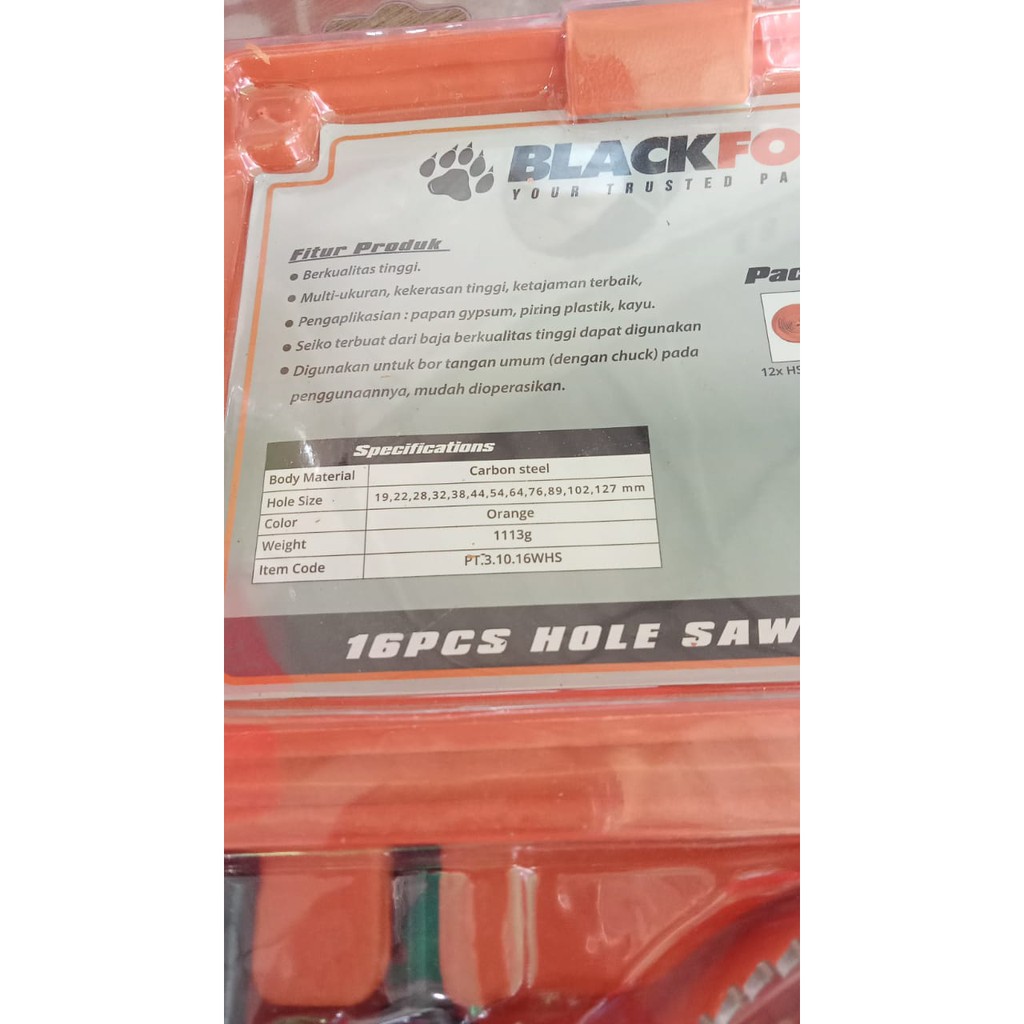 BLACKFO
YOUR TRUSTED PA
Fitur Produk
• Berkualitas tinggi.
• Multi-ukuran, kekerasan tinggi, ketajaman terbaik,
• Pengaplikasian : papan gypsum, piring plastik, kayu.
• Seiko terbuat dari baja berkualitas tinggi dapat digunakan
• Digunakan untuk bor tangan umum (dengan chuck) pada
penggunaannya, mudah dioperasikan.
Pac
12x HS
Specifications
Body Material Carbon steel
Hole Size 19,22,28,32,38,44,54,64,76,89,102,127 mm
Color Orange
Weight 1113g
Item Code PT.3.10.16WHS
16PCS HOLE SAW